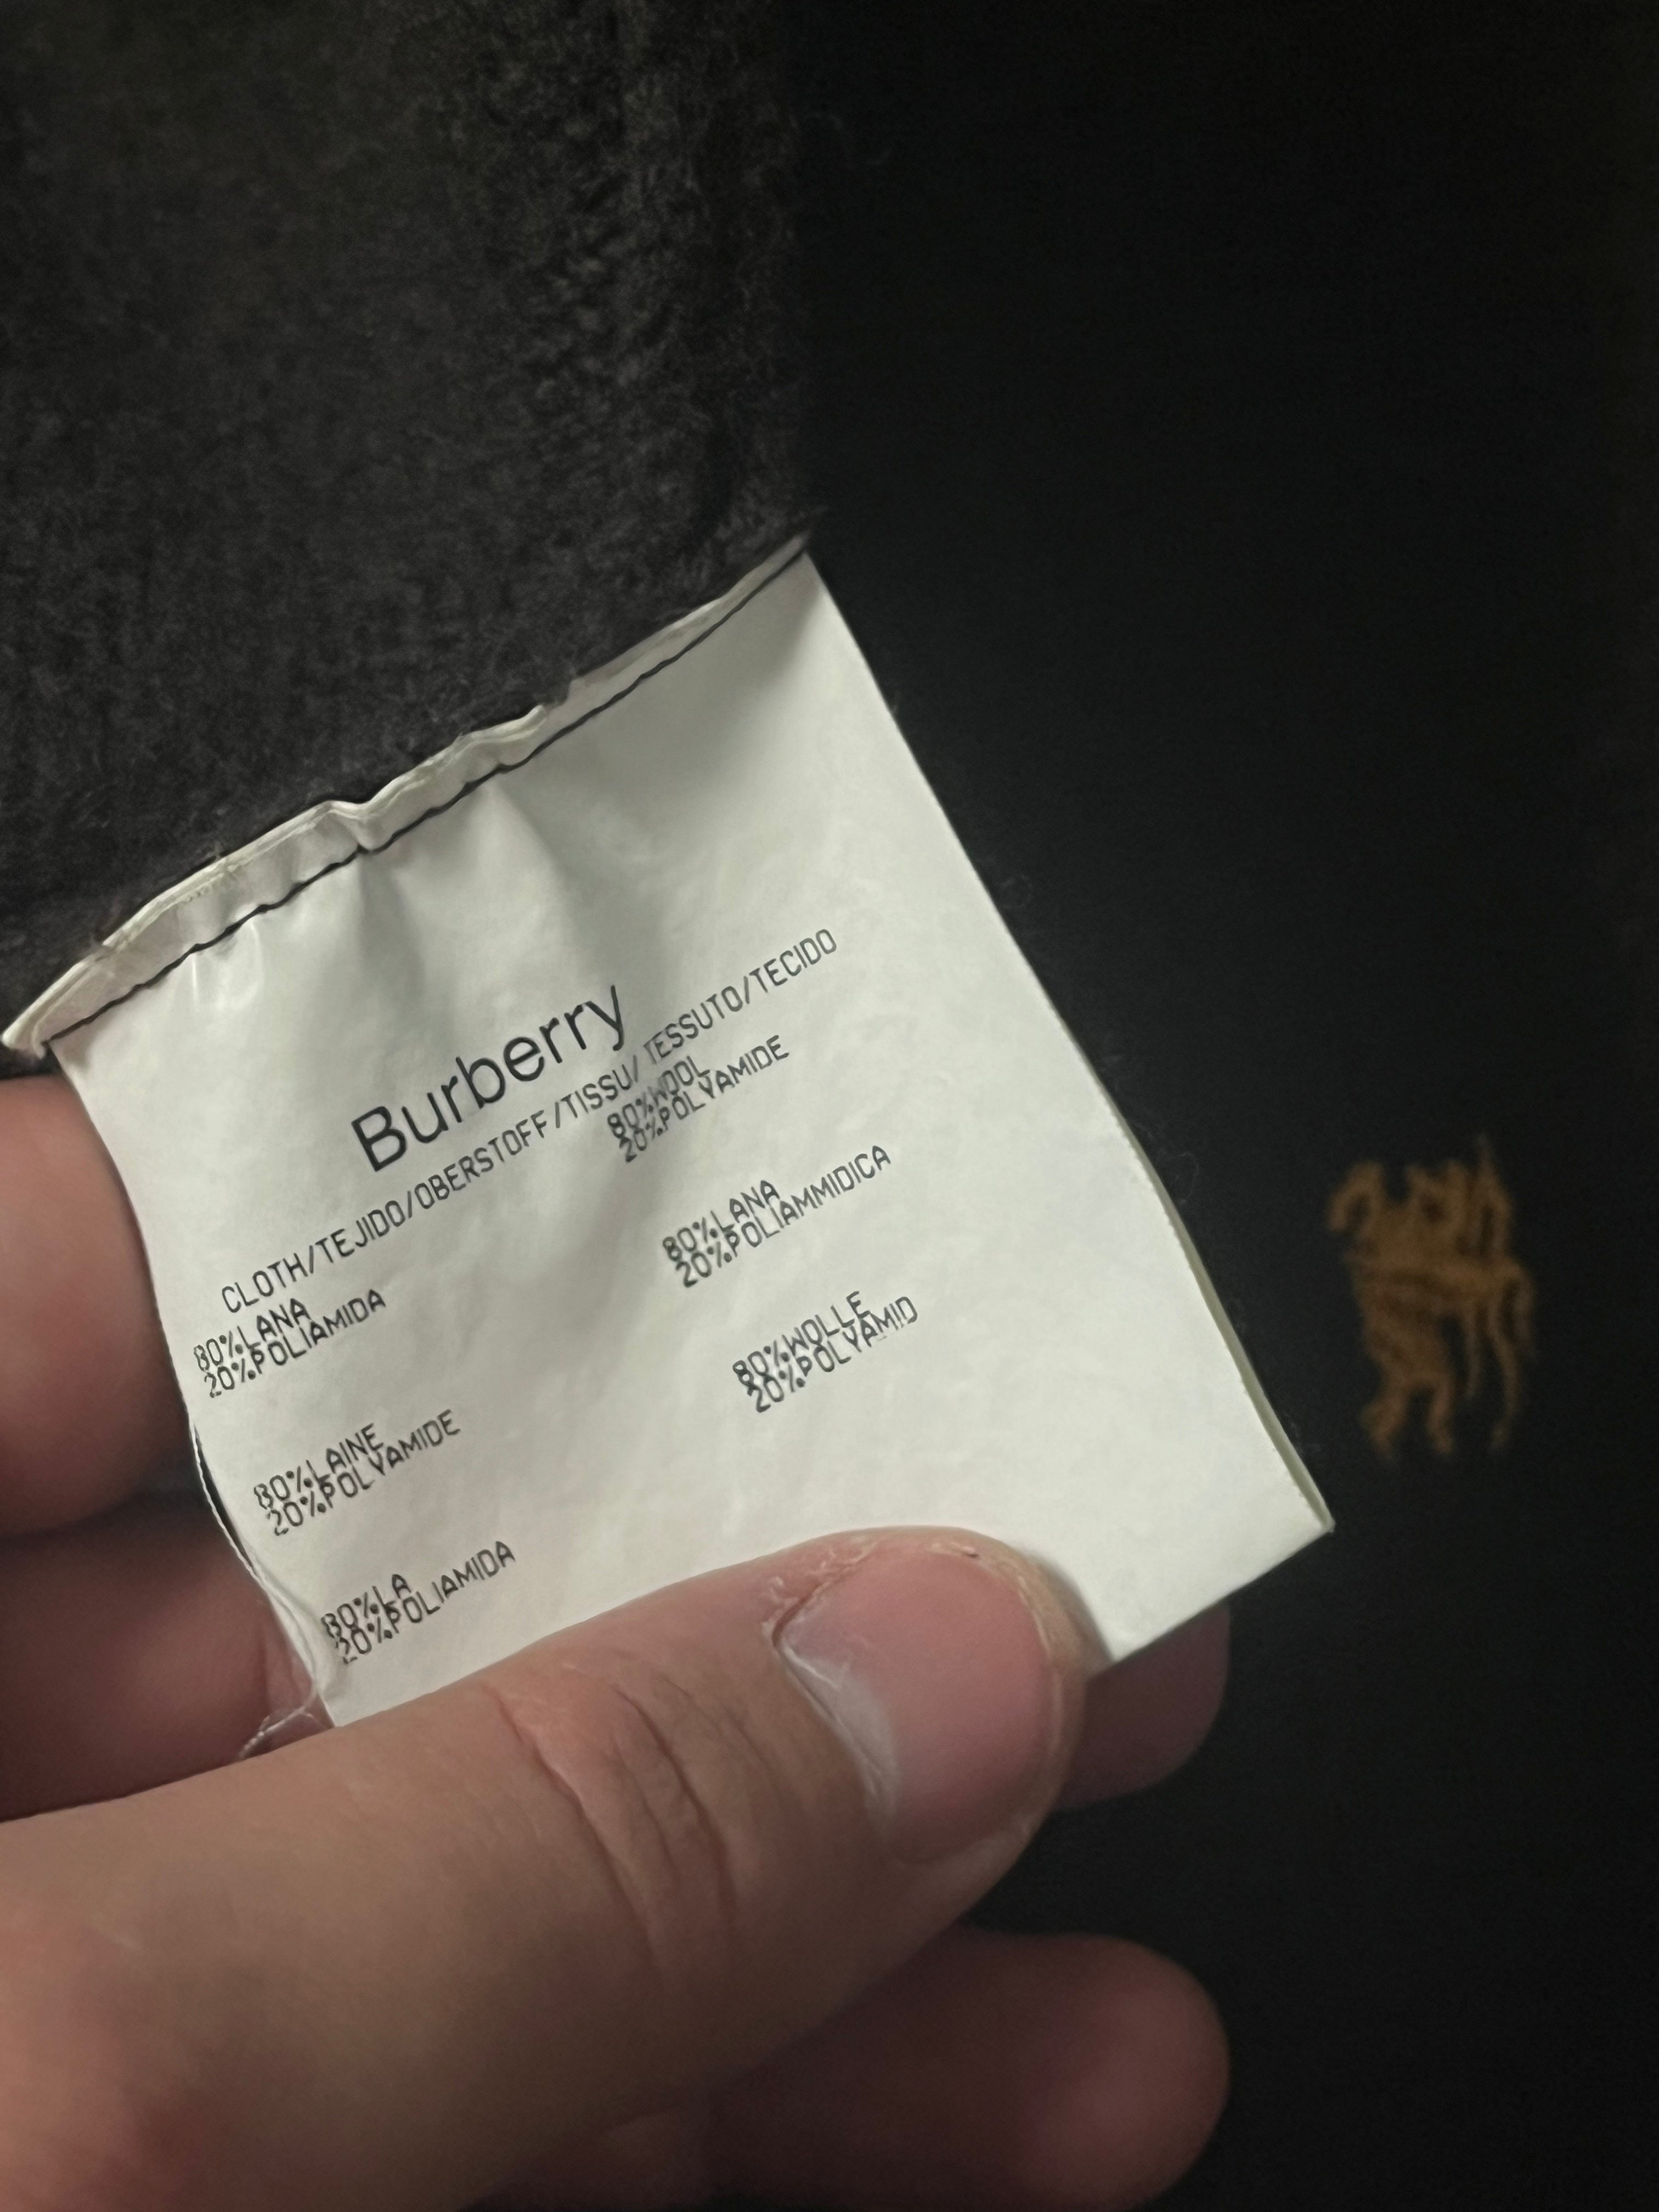 Burberry
CLOTH/TEJIDO/OBERSTOFF/TISSU/TESSUTO/TECIDO
80%WOOL
20%POLYAMIDE
80%LANA
20%POLIAMIDA
80%LANA
20%POLIAMMIDICA
80%LAINE
20%POLYAMIDE
80%WOLLE
20%POLYAMID
80%LA
20%POLIAMIDA